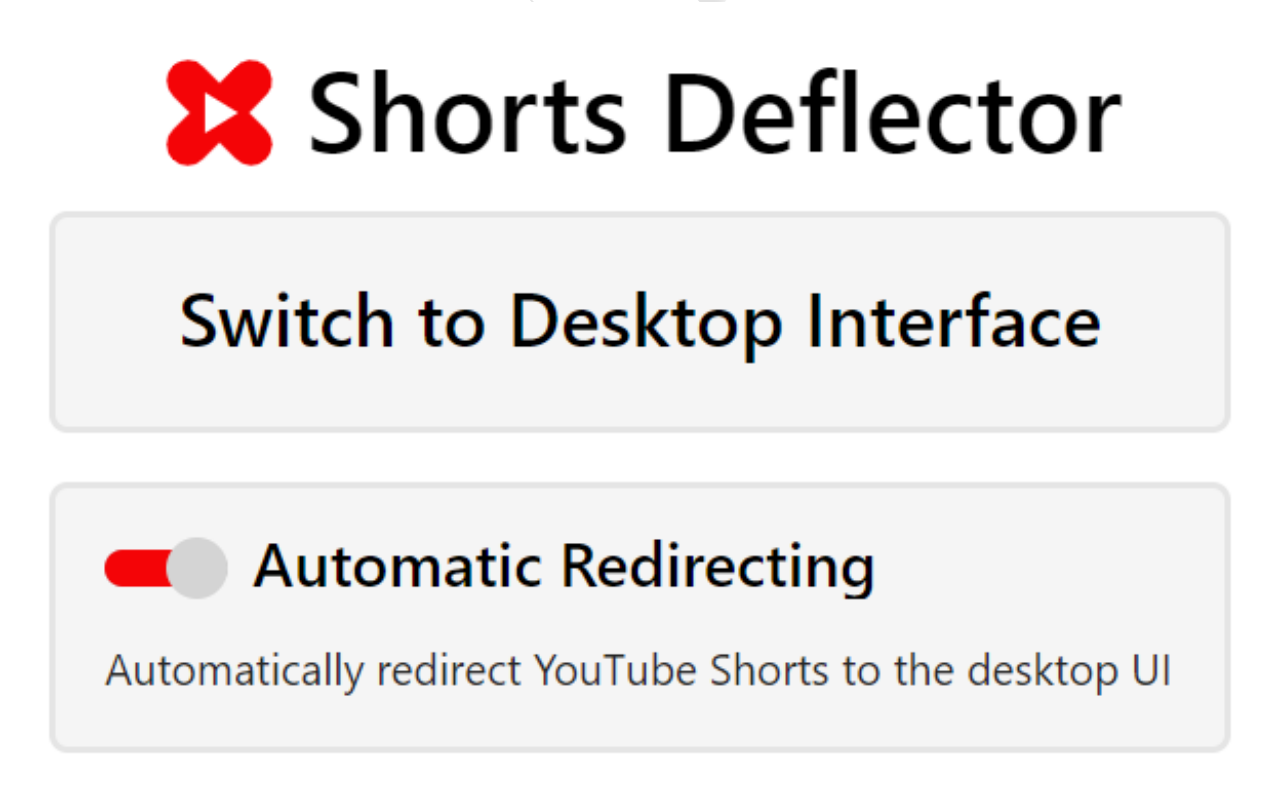 Shorts Deflector
Switch to Desktop Interface
Automatic Redirecting
Automatically redirect YouTube Shorts to the desktop UI